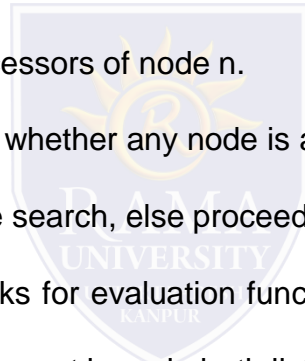 essors of node n.
whether any node is a
RAMA
e search, else proceed
UNIVERSITY
ks for evaluation func
KANPUR